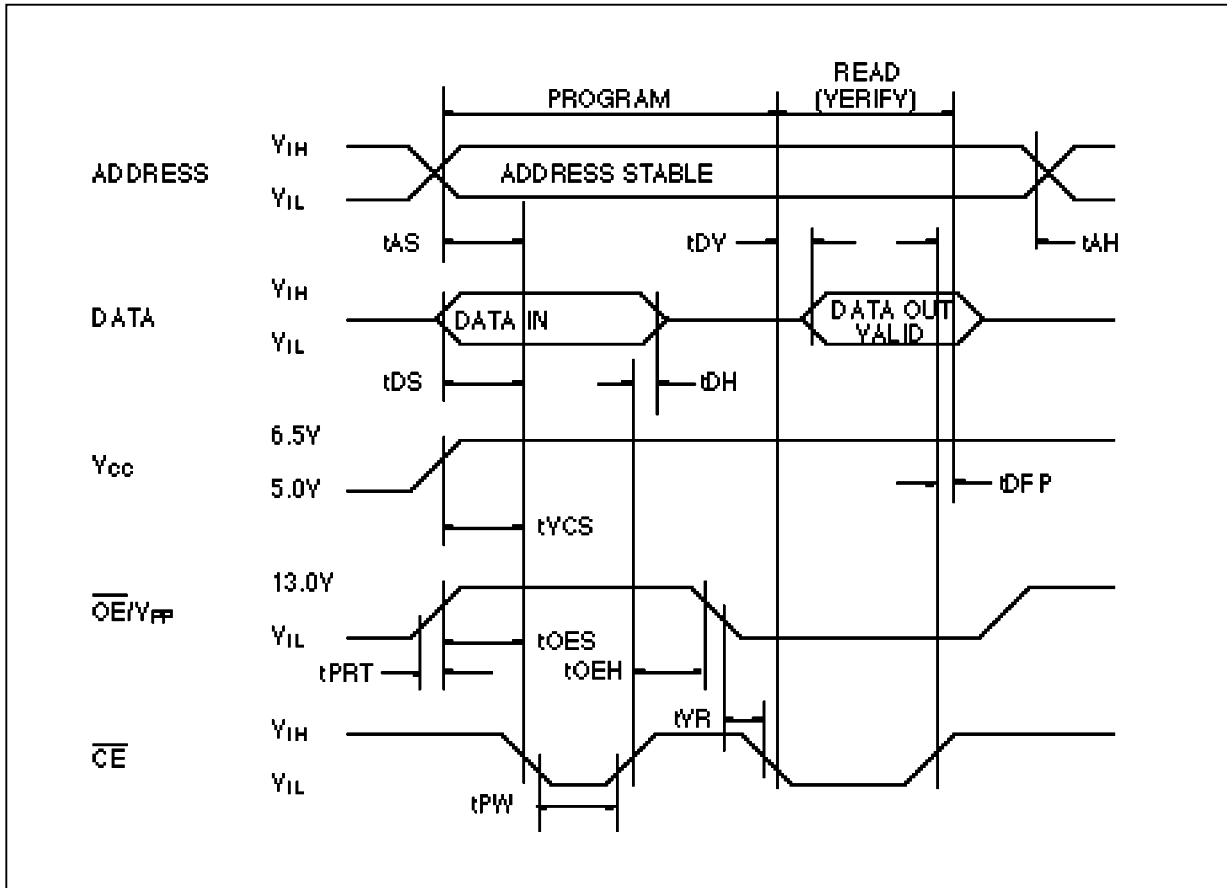 READ
PROGRAM (YERIFY)
ADDRESS
YIH
YIL
ADDRESS STABLE
tAS
tDY
tAH
DATA
YIH
YIL
DATA IN
DATA OUT
YALID
tDS
tDH
YCC
6.5Y
5.0Y
tDFP
tYCS
OE/YPP
13.0Y
YIL
tOES
tPRT
tOEH
tYR
CE
YIH
YIL
tPW